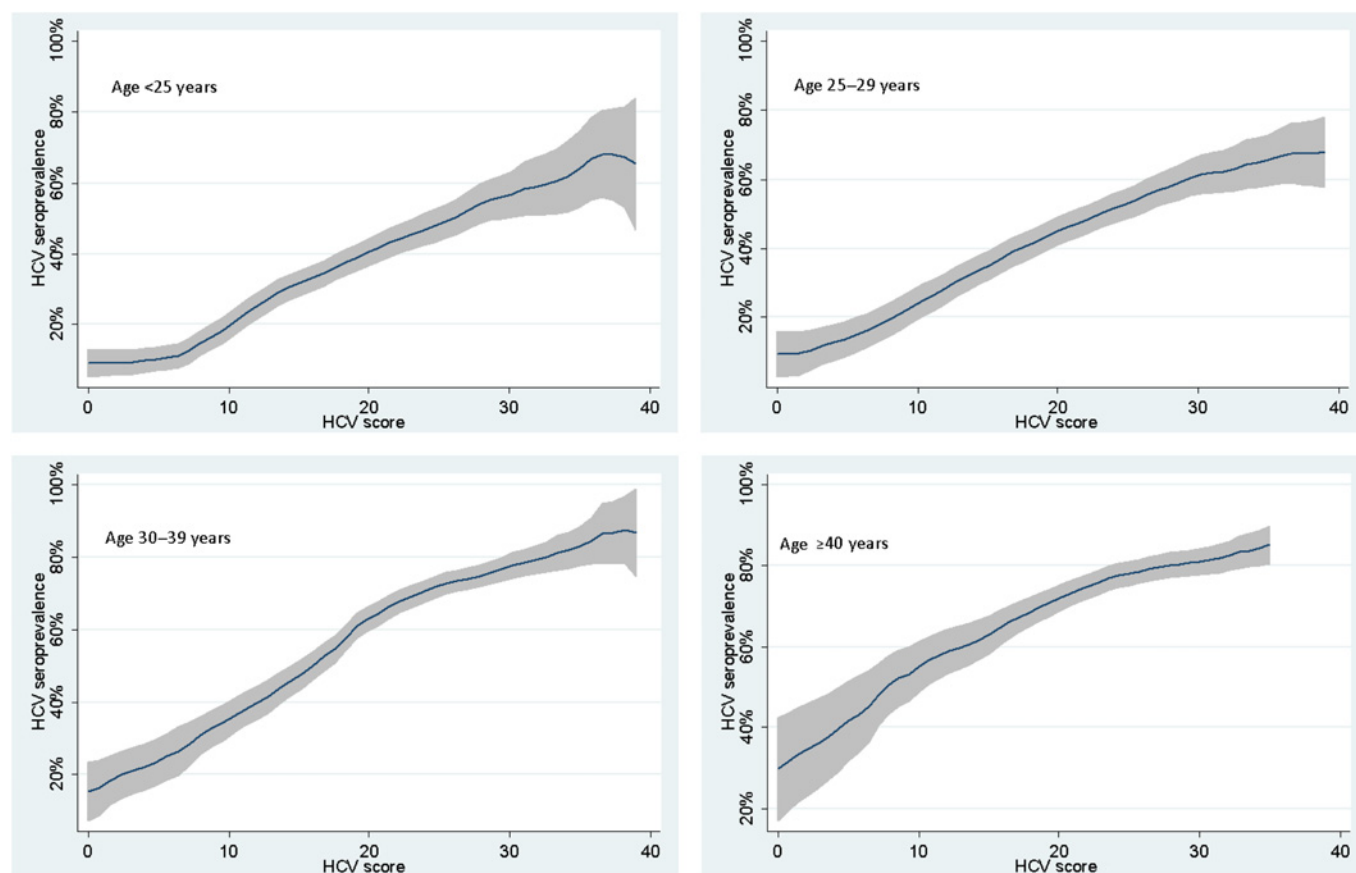 100%
80%
60%
40%
20%
HCV seroprevalence
Age <25 years
0 10 20 30 40
HCV score
100%
80%
60%
40%
20%
HCV seroprevalence
Age 25–29 years
0 10 20 30 40
HCV score
100%
80%
60%
40%
20%
HCV seroprevalence
Age 30–39 years
0 10 20 30 40
HCV score
100%
80%
60%
40%
20%
HCV seroprevalence
Age ≥40 years
0 10 20 30 40
HCV score